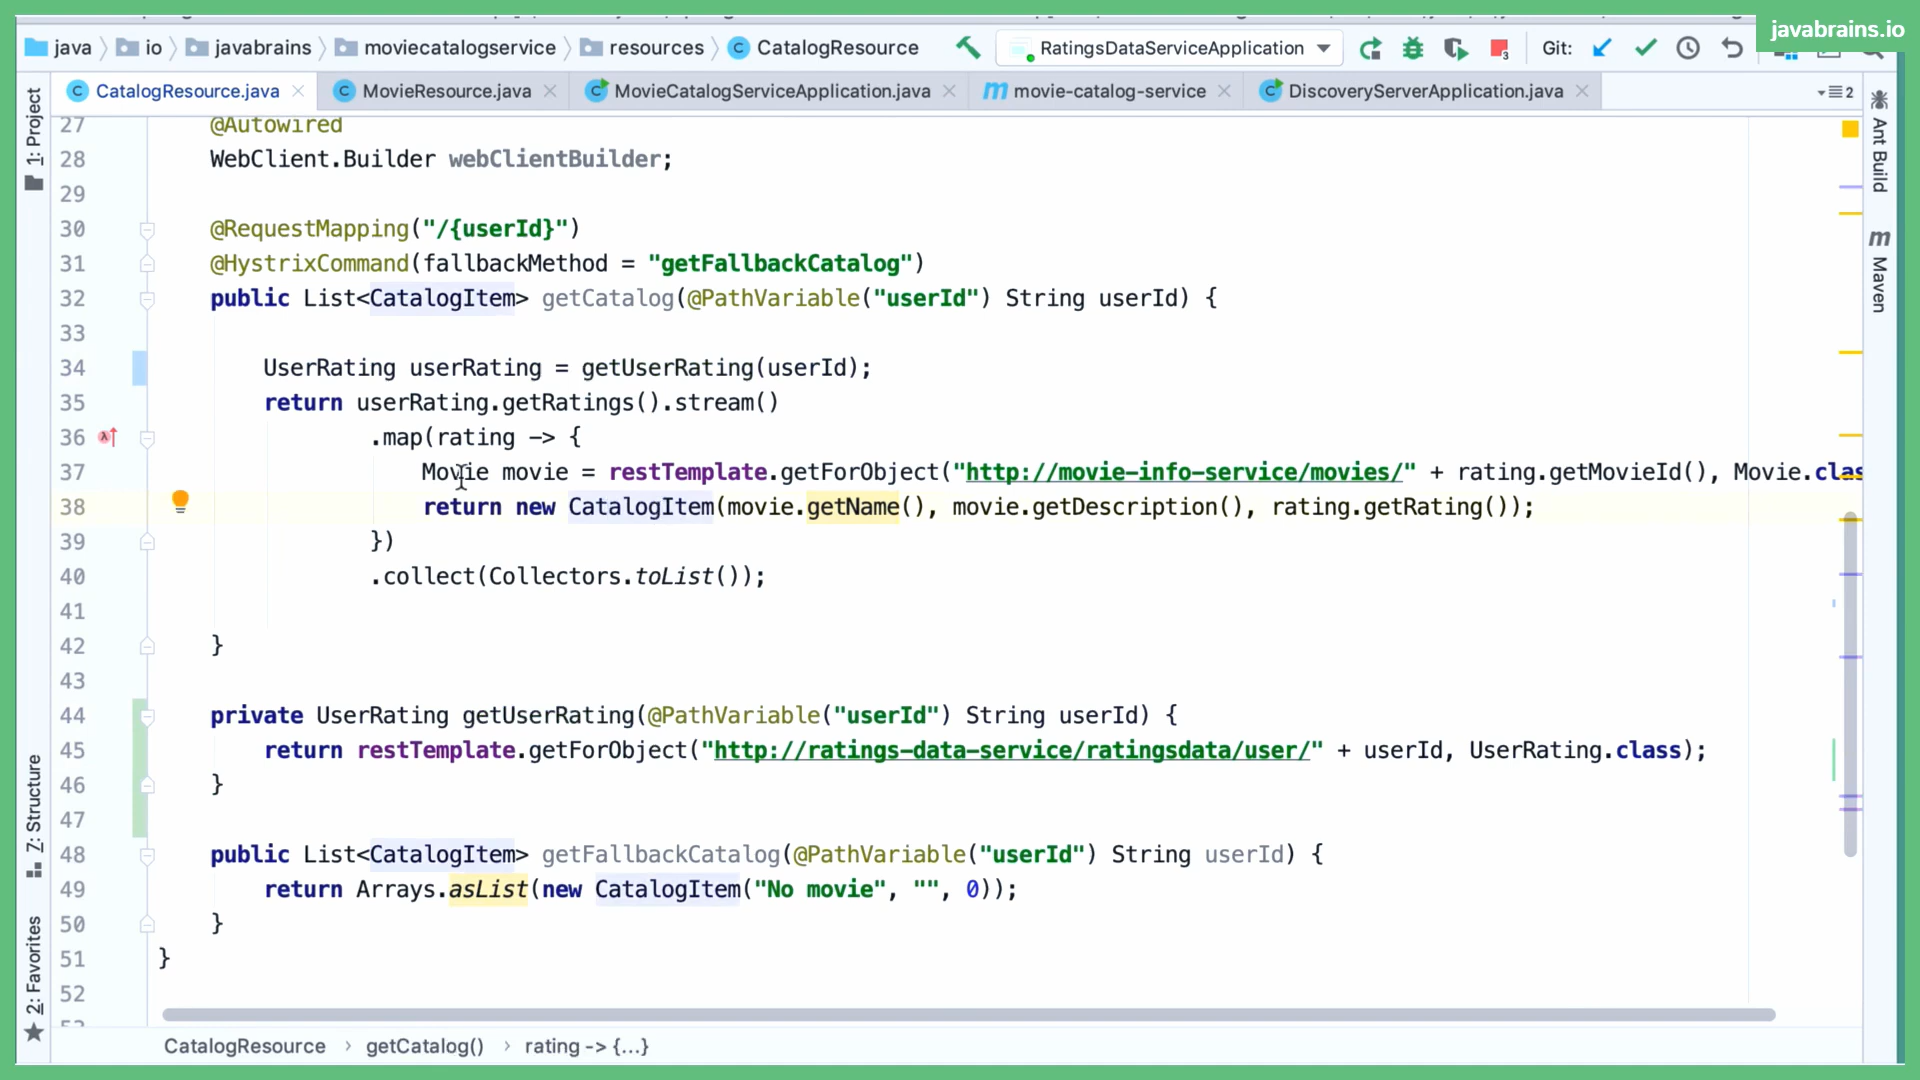 javabrains.io
java io javabrains moviecatalogservice resources CatalogResource RatingsDataServiceApplication 3 Git:
CatalogResource.java MovieResource.java MovieCatalogServiceApplication.java movie-catalog-service DiscoveryServerApplication.java 2
1: Project
7: Structure
2: Favorites
27 @Autowired
28 WebClient.Builder webClientBuilder;
29
30 @RequestMapping("/{userId}")
31 @HystrixCommand(fallbackMethod = "getFallbackCatalog")
32 public List<CatalogItem> getCatalog(@PathVariable("userId") String userId) {
33
34 UserRating userRating = getUserRating(userId);
35 return userRating.getRatings().stream()
36 .map(rating -> {
37 Movie movie = restTemplate.getForObject("http://movie-info-service/movies/" + rating.getMovieId(), Movie.clas
38 return new CatalogItem(movie.getName(), movie.getDescription(), rating.getRating());
39 })
40 .collect(Collectors.toList());
41
42 }
43
44 private UserRating getUserRating(@PathVariable("userId") String userId) {
45 return restTemplate.getForObject("http://ratings-data-service/ratingsdata/user/" + userId, UserRating.class);
46 }
47
48 public List<CatalogItem> getFallbackCatalog(@PathVariable("userId") String userId) {
49 return Arrays.asList(new CatalogItem("No movie", "", 0));
50 }
51 }
52
Ant Build
Maven
CatalogResource › getCatalog() › rating -> {...}